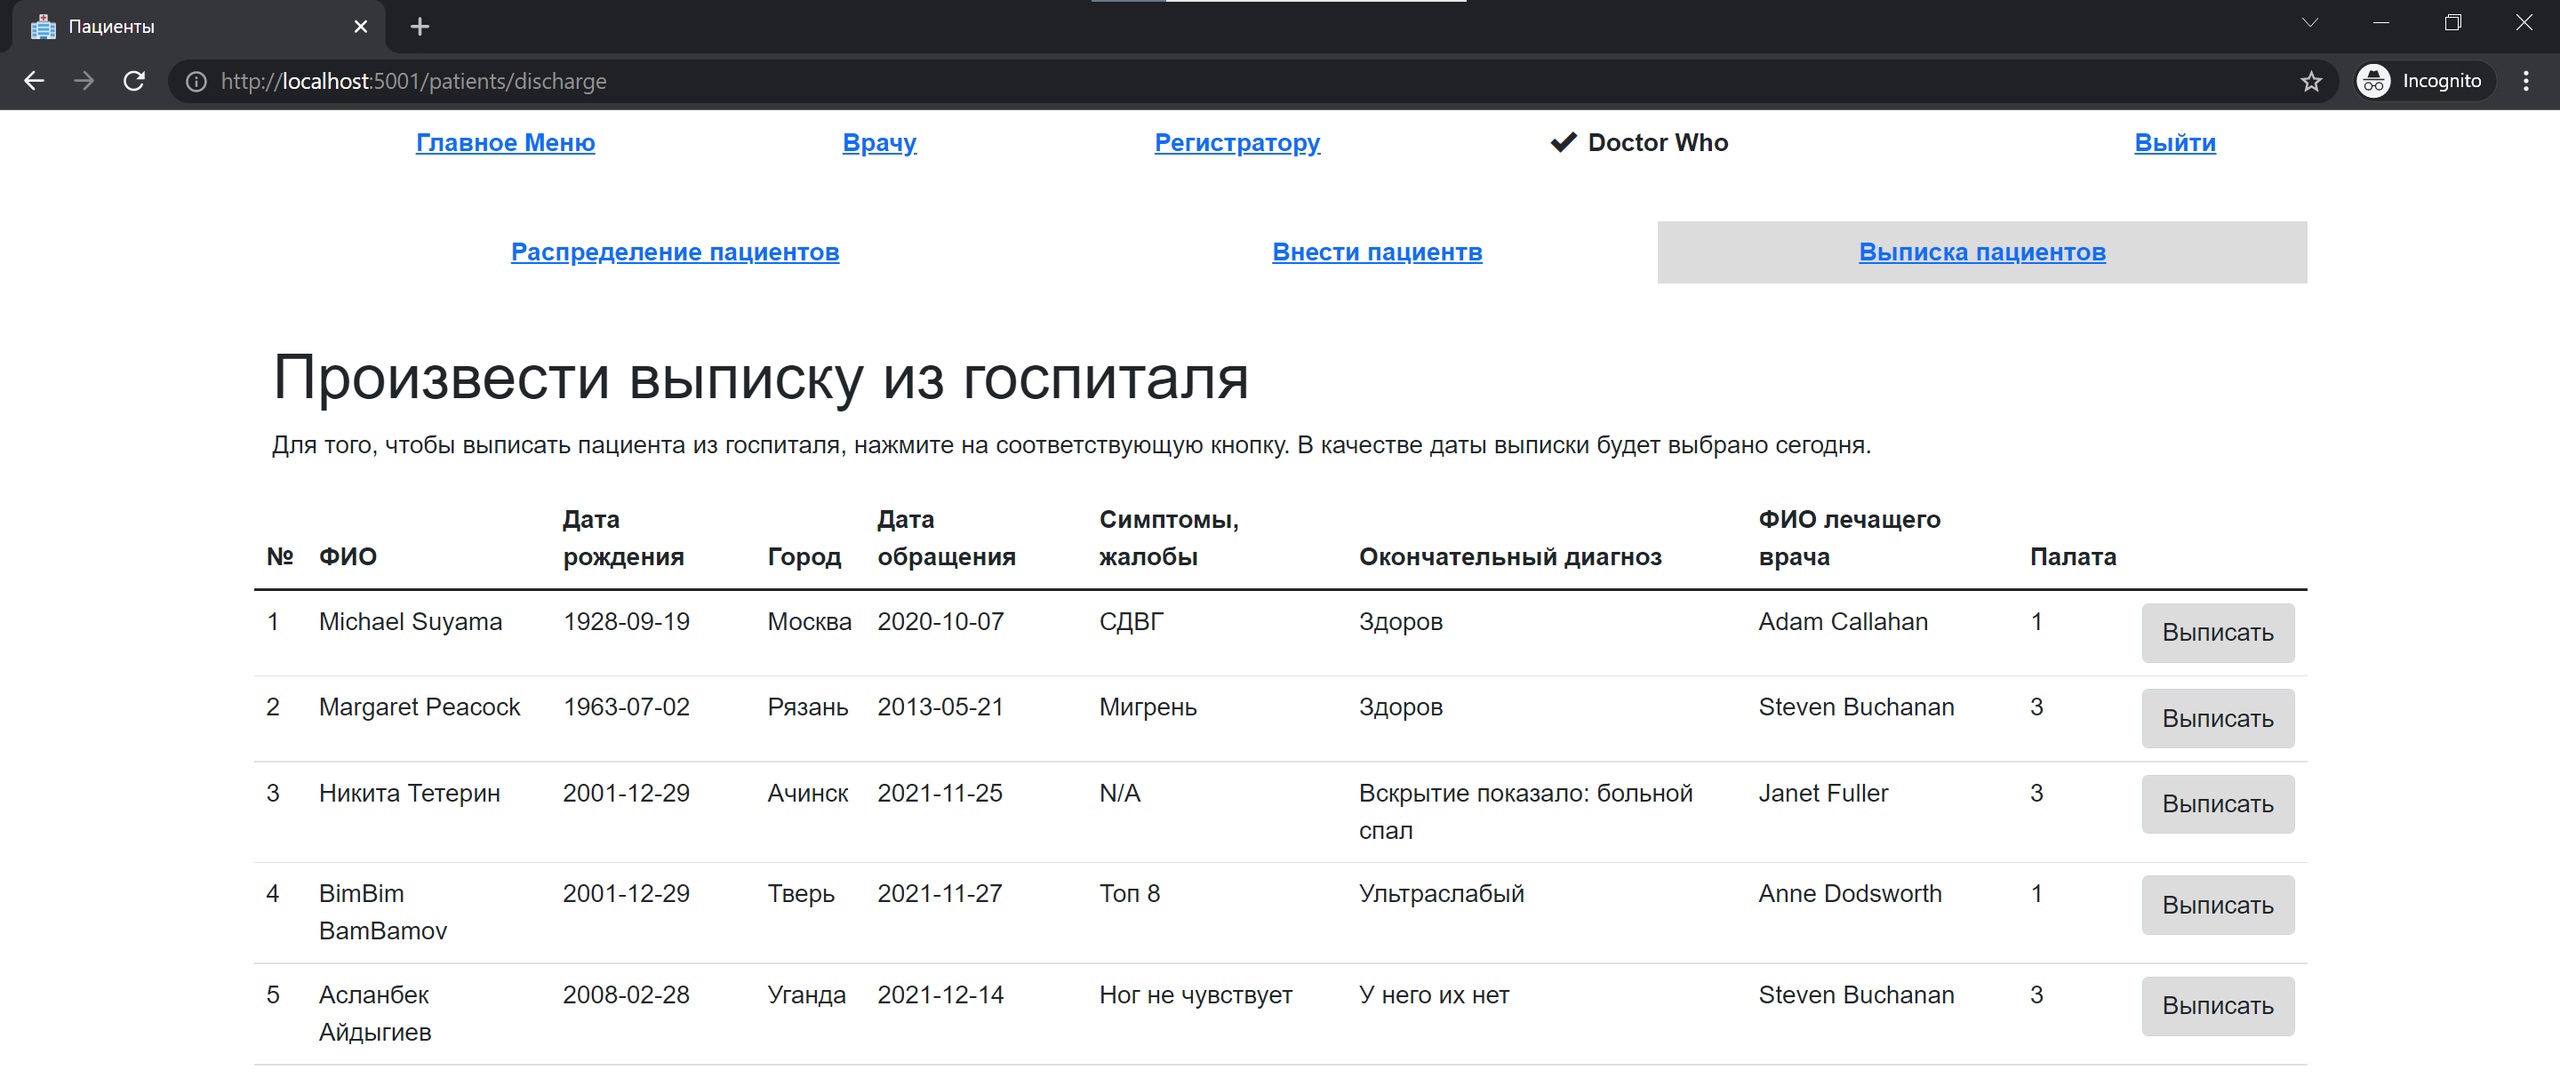 Пациенты
http://localhost:5001/patients/discharge
Incognito
Главное Меню Врачу Регистратору Doctor Who Выйти
Распределение пациентов Внести пациентв Выписка пациентов
Произвести выписку из госпиталя
Для того, чтобы выписать пациента из госпиталя, нажмите на соответствующую кнопку. В качестве даты выписки будет выбрано сегодня.
№ ФИО Дата рождения Город Дата обращения Симптомы, жалобы Окончательный диагноз ФИО лечащего врача Палата
1 Michael Suyama 1928-09-19 Москва 2020-10-07 СДВГ Здоров Adam Callahan 1 Выписать
2 Margaret Peacock 1963-07-02 Рязань 2013-05-21 Мигрень Здоров Steven Buchanan 3 Выписать
3 Никита Тетерин 2001-12-29 Ачинск 2021-11-25 N/A Вскрытие показало: больной спал Janet Fuller 3 Выписать
4 BimBim BamBamov 2001-12-29 Тверь 2021-11-27 Топ 8 Ультраслабый Anne Dodsworth 1 Выписать
5 Асланбек Айдыгиев 2008-02-28 Уганда 2021-12-14 Ног не чувствует У него их нет Steven Buchanan 3 Выписать